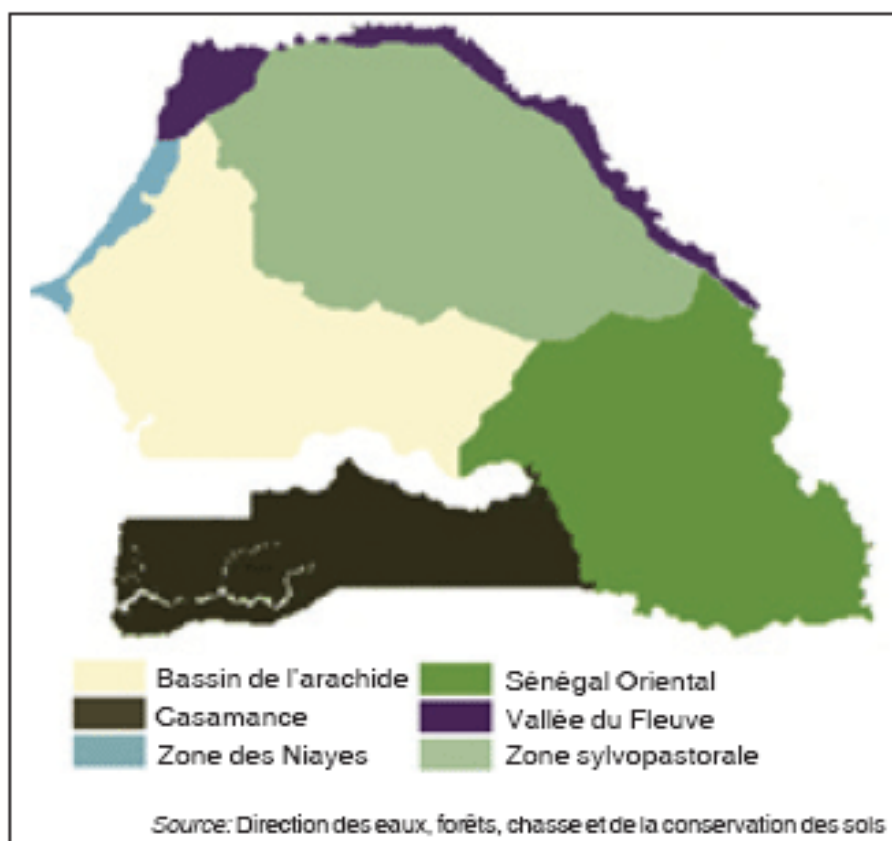 Bassin de l'arachide
Sénégal Oriental
Casamance
Vallée du Fleuve
Zone des Niayes
Zone sylvopastorale
Source: Direction des eaux, forêts, chasse et de la conservation des sols